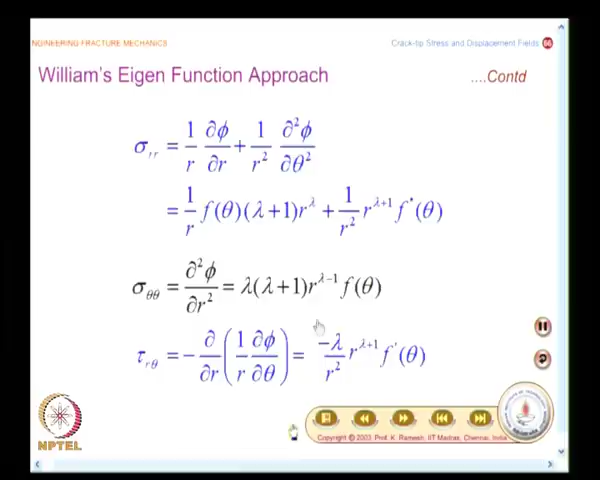 ENGINEERING FRACTURE MECHANICS
Crack-tip Stress and Displacement Fields 66
William's Eigen Function Approach
....Contd
σ_rr = 1/r ∂φ/∂r + 1/r² ∂²φ/∂θ²
= 1/r f(θ)(λ+1)r^λ + 1/r² r^(λ+1) f''(θ)
σ_θθ = ∂²φ/∂r² = λ(λ+1)r^(λ−1) f(θ)
τ_rθ = −∂/∂r (1/r ∂φ/∂θ) = −λ/r² r^(λ+1) f'(θ)
NPTEL
Copyright © 2003, Prof. K. Ramesh, IIT Madras, Chennai, India